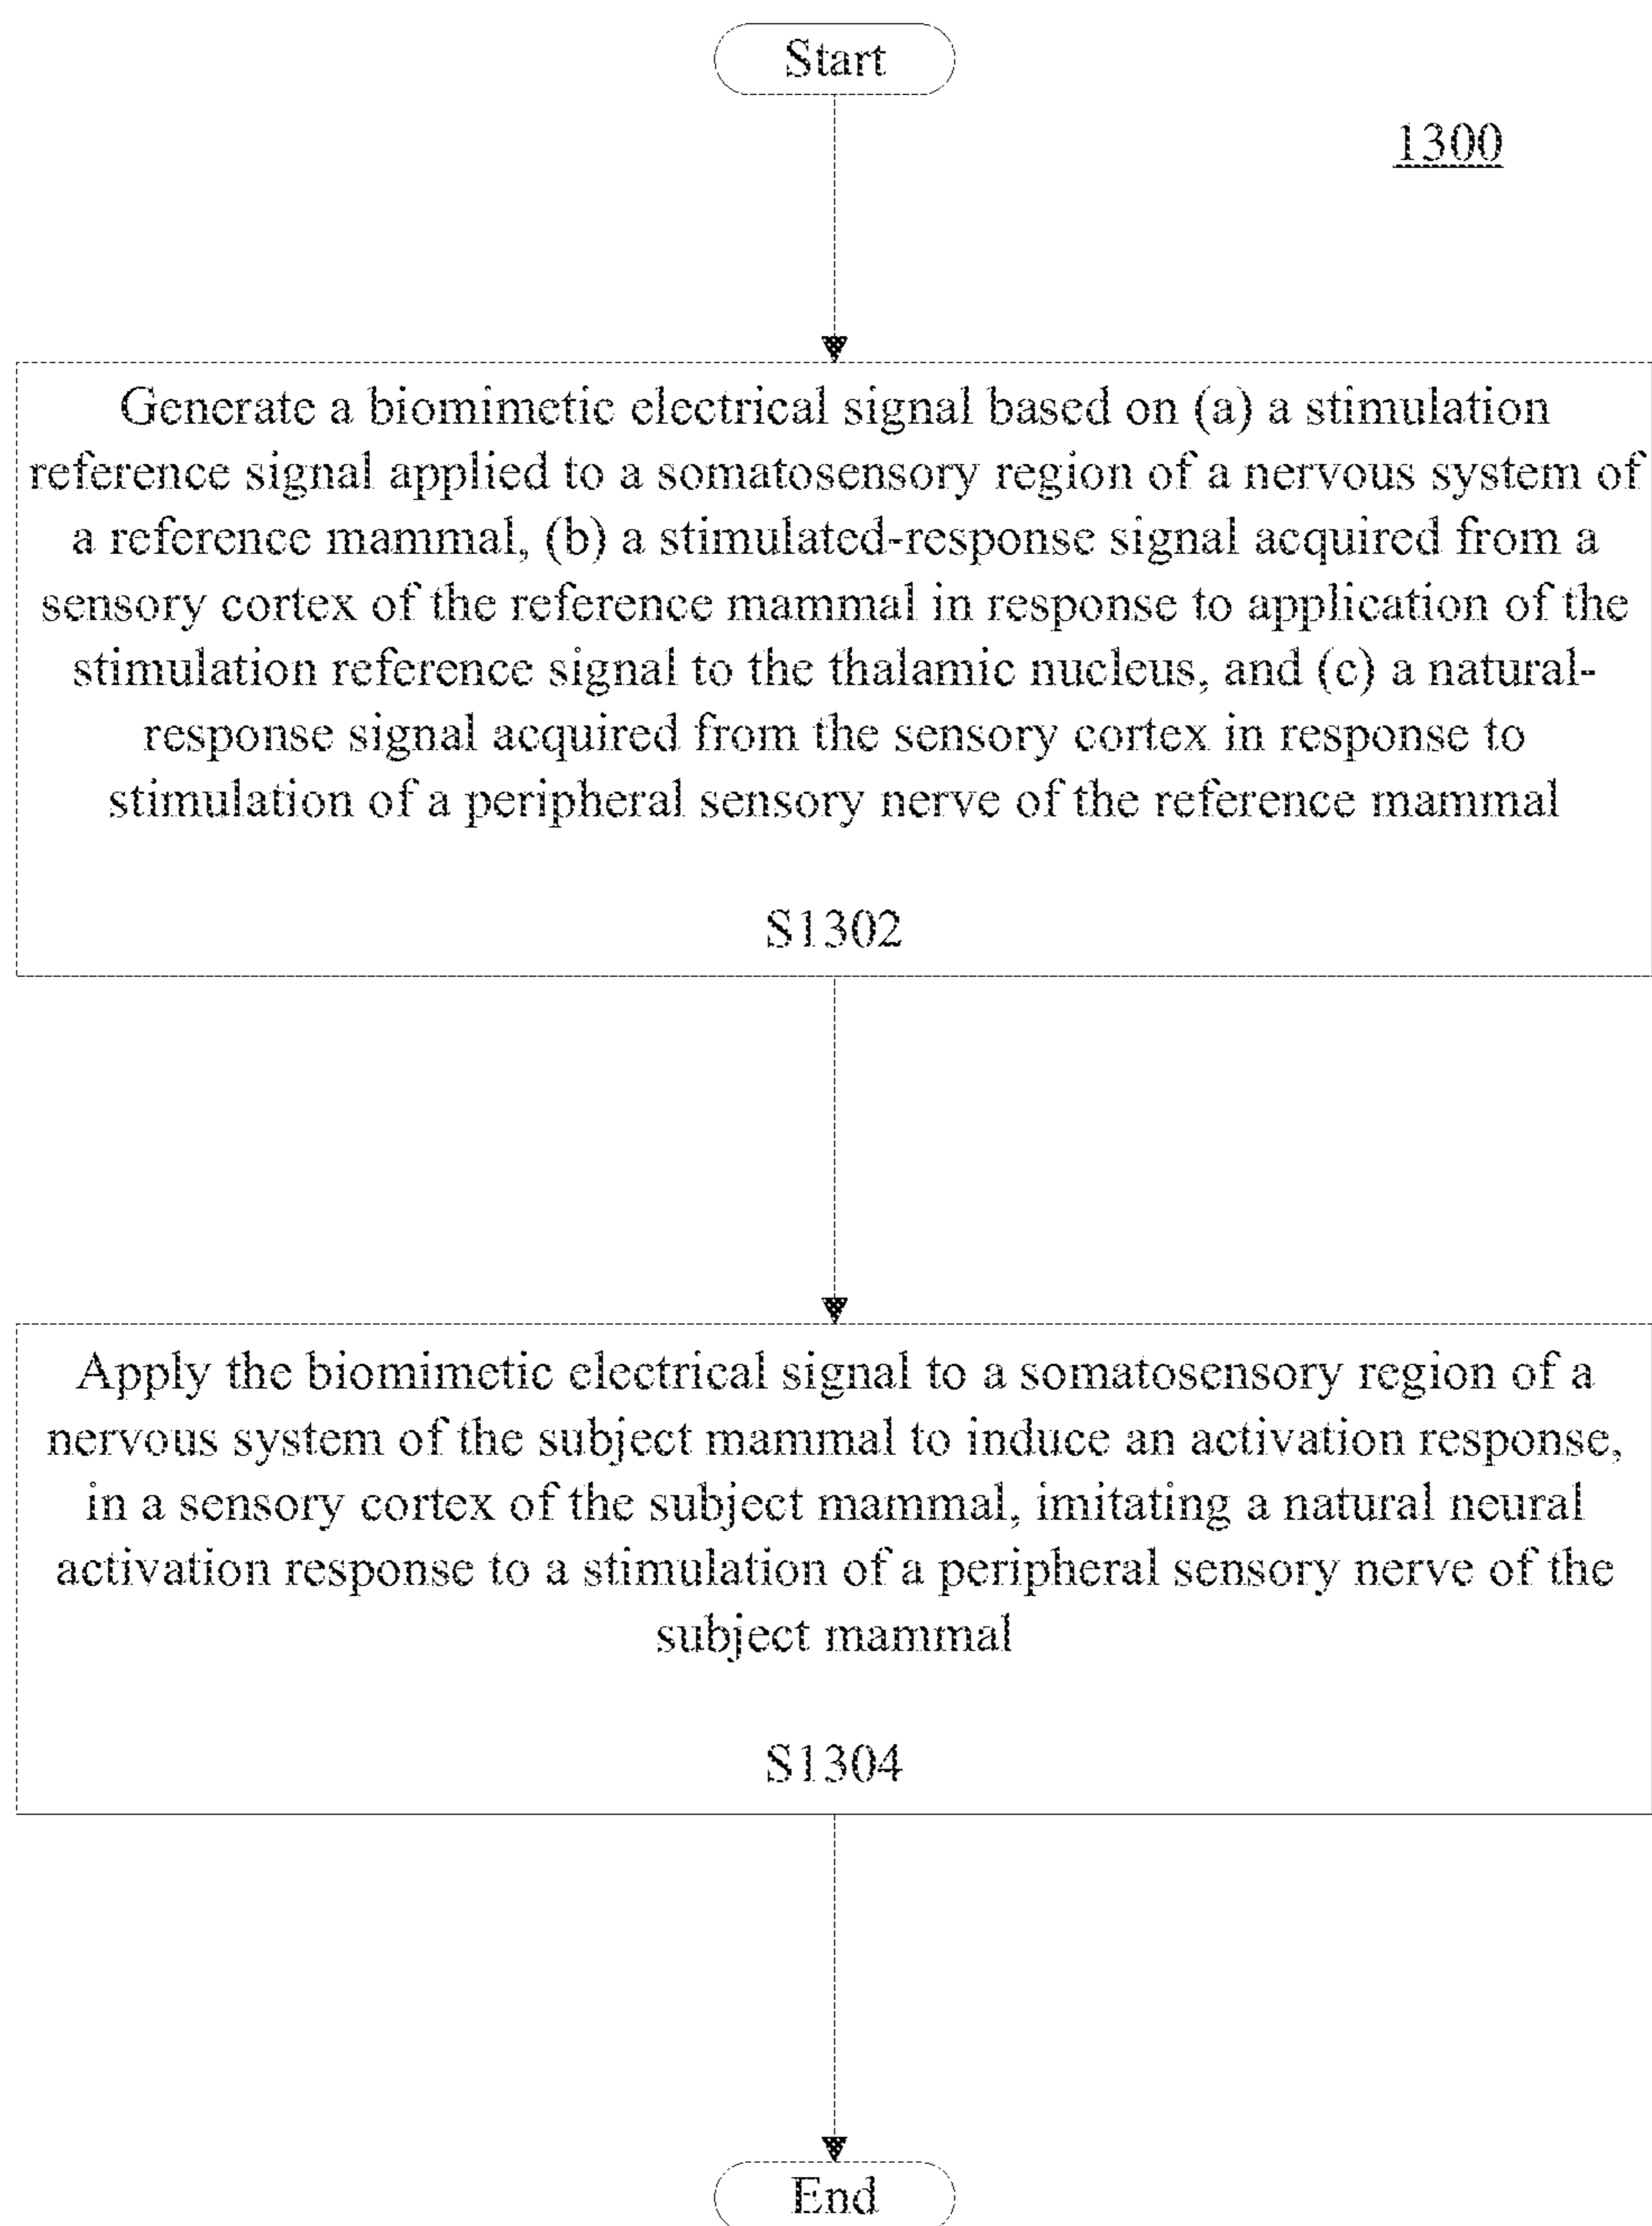 Start
1300
Generate a biomimetic electrical signal based on (a) a stimulation
reference signal applied to a somatosensory region of a nervous system of
a reference mammal, (b) a stimulated-response signal acquired from a
sensory cortex of the reference mammal in response to application of the
stimulation reference signal to the thalamic nucleus, and (c) a natural-
response signal acquired from the sensory cortex in response to
stimulation of a peripheral sensory nerve of the reference mammal
S1302
Apply the biomimetic electrical signal to a somatosensory region of a
nervous system of the subject mammal to induce an activation response,
in a sensory cortex of the subject mammal, imitating a natural neural
activation response to a stimulation of a peripheral sensory nerve of the
subject mammal
S1304
End